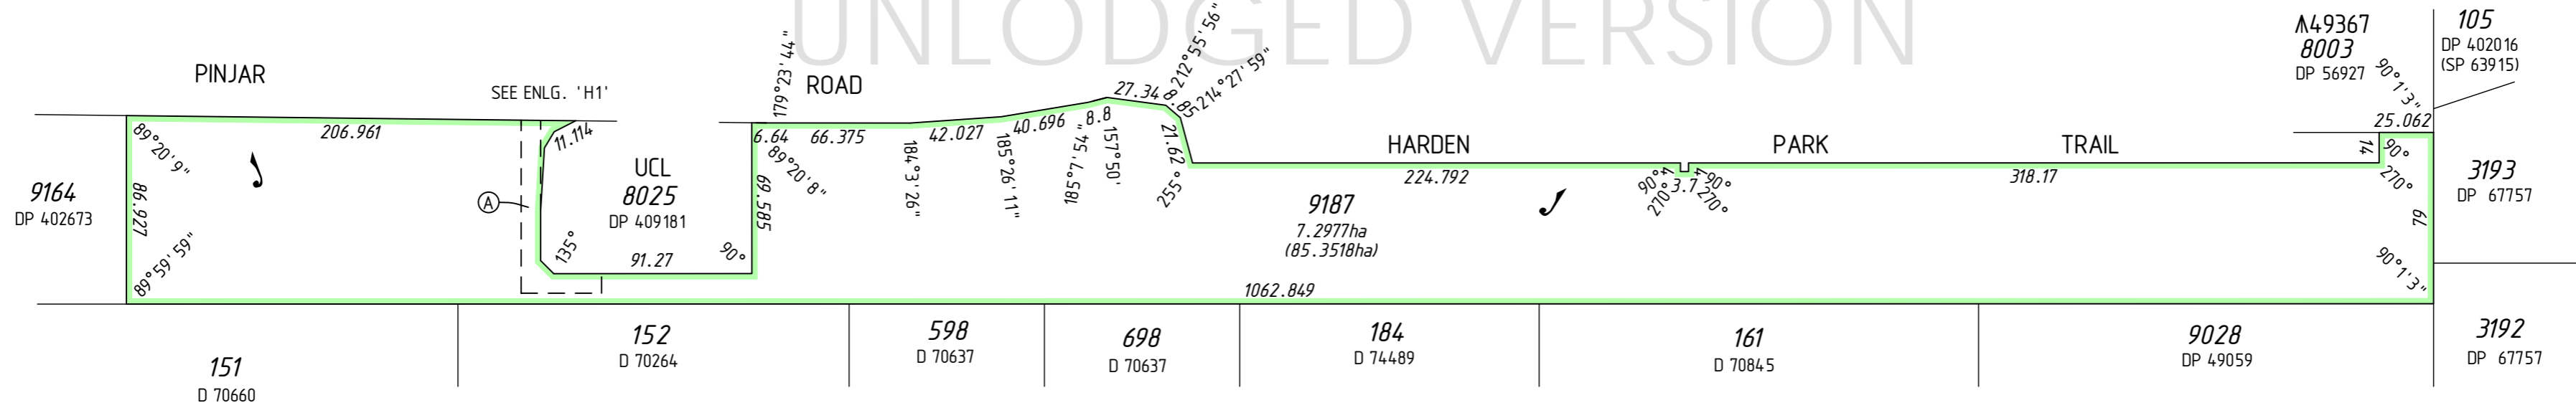 UNLODGED VERSION
PINJAR
ROAD
SEE ENLG. 'H1'
HARDEN
PARK
TRAIL
49367
8003
DP 56927
105
DP 402016
(SP 63915)
90°1'3"
25.062
14
90°
270°
79
90°1'3"
3193
DP 67757
3192
DP 67757
9164
DP 402673
89°20'9"
86.927
89°59'59"
206.961
11.114
A
135°
UCL
8025
DP 409181
91.27
90°
69.585
89°20'8"
179°23'44"
6.64
66.375
184°3'26"
42.027
185°26'11"
40.696
185°7'54"
8.8
157°50'
27.34
8.85
212°55'56"
214°27'59"
21.62
255°
224.792
9187
7.2977ha
(85.3518ha)
90°
270°
1
3.7
1
90°
270°
318.17
1062.849
151
D 70660
152
D 70264
598
D 70637
698
D 70637
184
D 74489
161
D 70845
9028
DP 49059